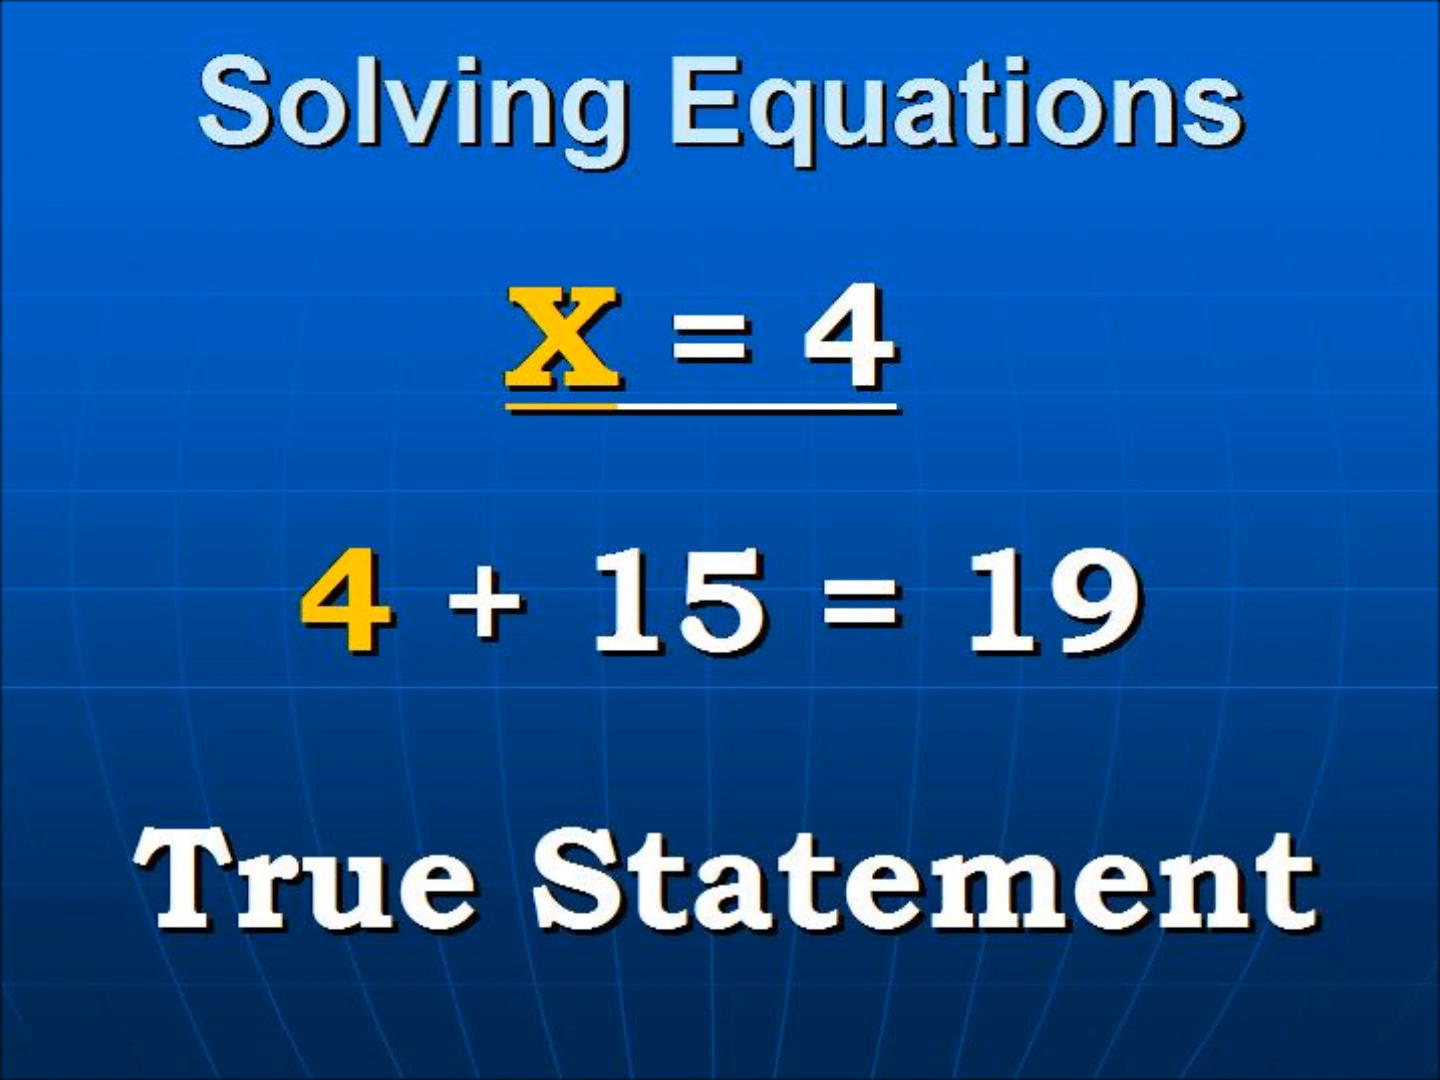 Solving Equations
x = 4
4 + 15 = 19
True Statement